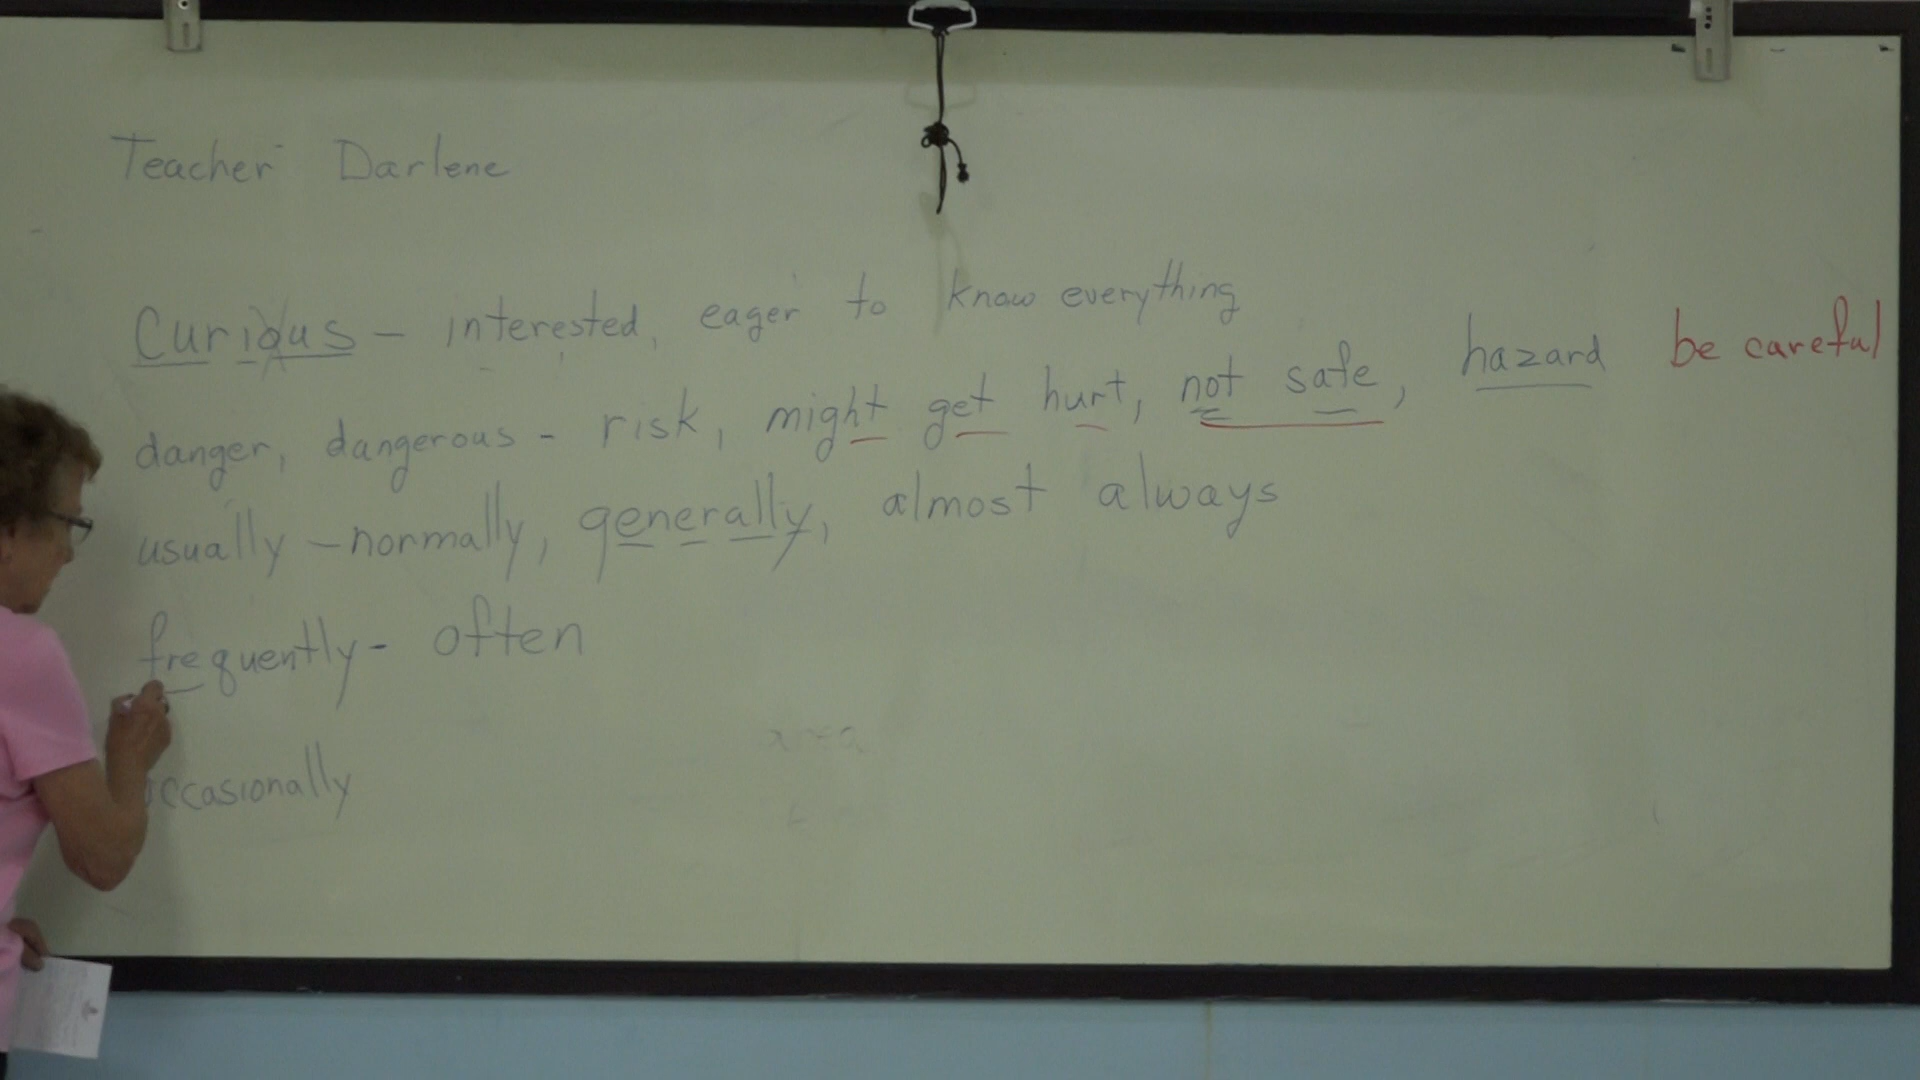 Teacher Darlene
Curious - interested, eager to know everything
danger, dangerous - risk, might get hurt, not safe, hazard be careful
usually - normally, generally, almost always
frequently - often
occasionally